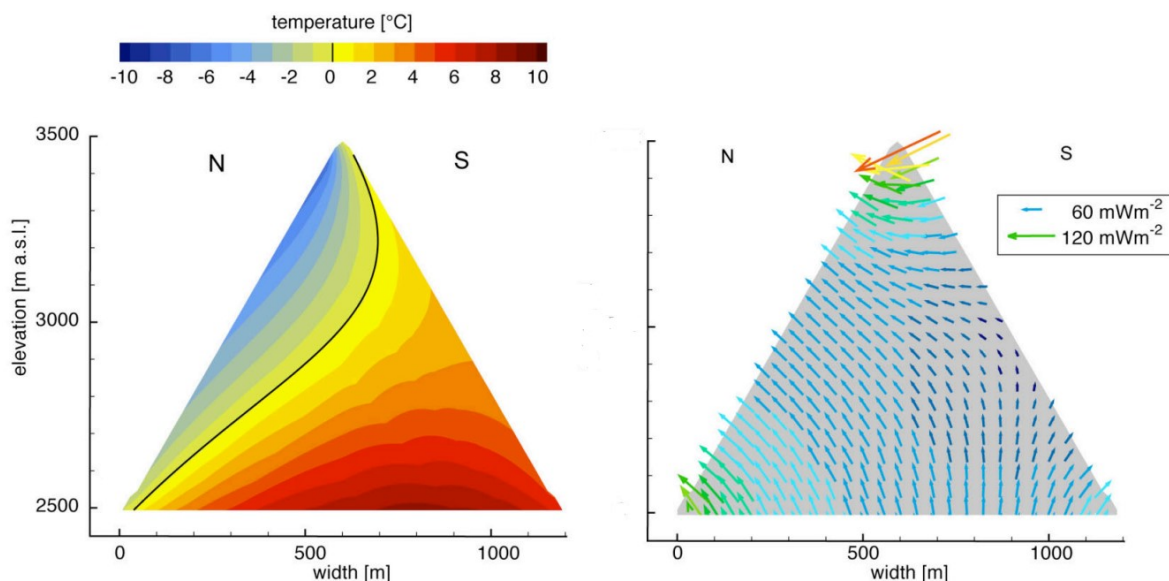 temperature [°C]
-10 -8 -6 -4 -2 0 2 4 6 8 10
3500
3000
2500
elevation [m a.s.l.]
N S
0 500 1000
width [m]
N S
60 mWm-2
120 mWm-2
0 500 1000
width [m]